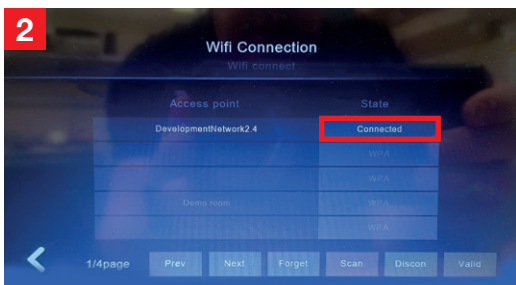 2
Wifi Connection
Wifi connect
Access point State
DevelopmentNetwork2.4 Connected
WPA
WPA
Demo room WPA
WPA
1/4page Prev Next Forget Scan Discon Valid